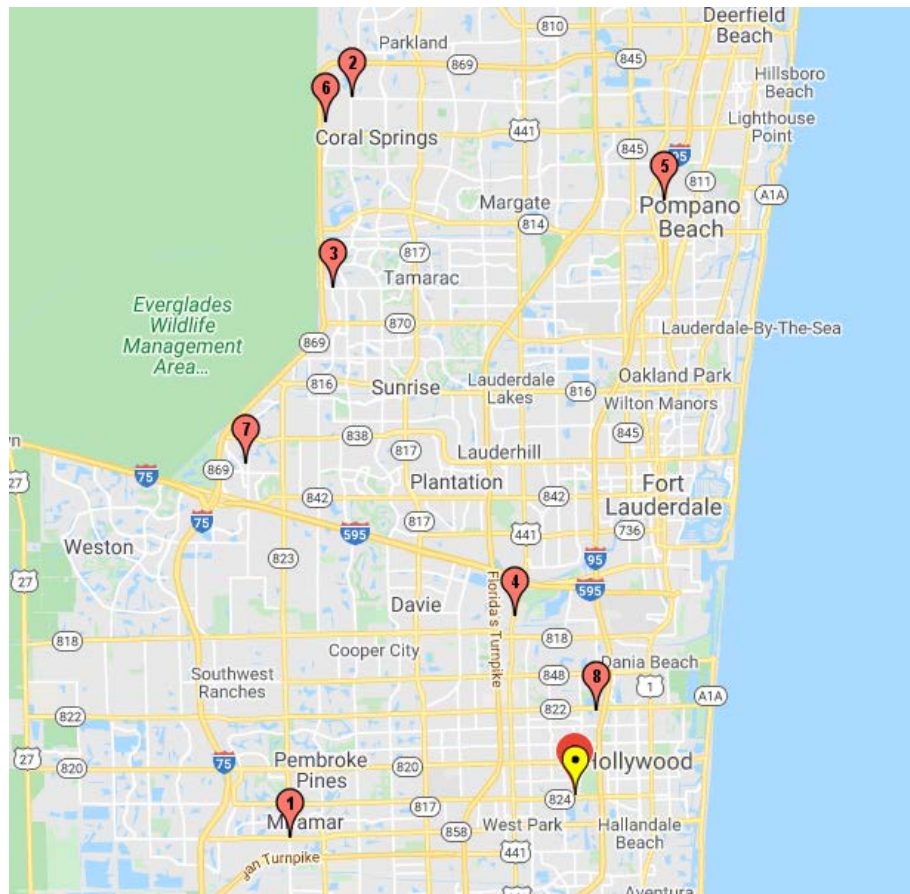 Deerfield
Beach
810
Parkland
2
869
845
Hillsboro
Beach
6
Lighthouse
Point
Coral Springs
441
845
95
5
811
A1A
Margate
Pompano
Beach
814
817
3
Tamarac
Everglades
Wildlife
Management
Area...
870
869
Lauderdale-By-The-Sea
816
Sunrise
Lauderdale
Lakes
816
Oakland Park
Wilton Manors
7
838
817
845
Lauderhill
27
75
869
Plantation
842
842
Fort
Lauderdale
75
817
441
736
595
Weston
823
95
27
4
595
Davie
Florida's Turnpike
818
818
Cooper City
Dania Beach
848
8
Southwest
Ranches
1
A1A
822
822
27
820
75
Pembroke
Pines
820
Hollywood
1
817
824
Miramar
858
West Park
Hallandale
Beach
441
an Turnpike
Aventura